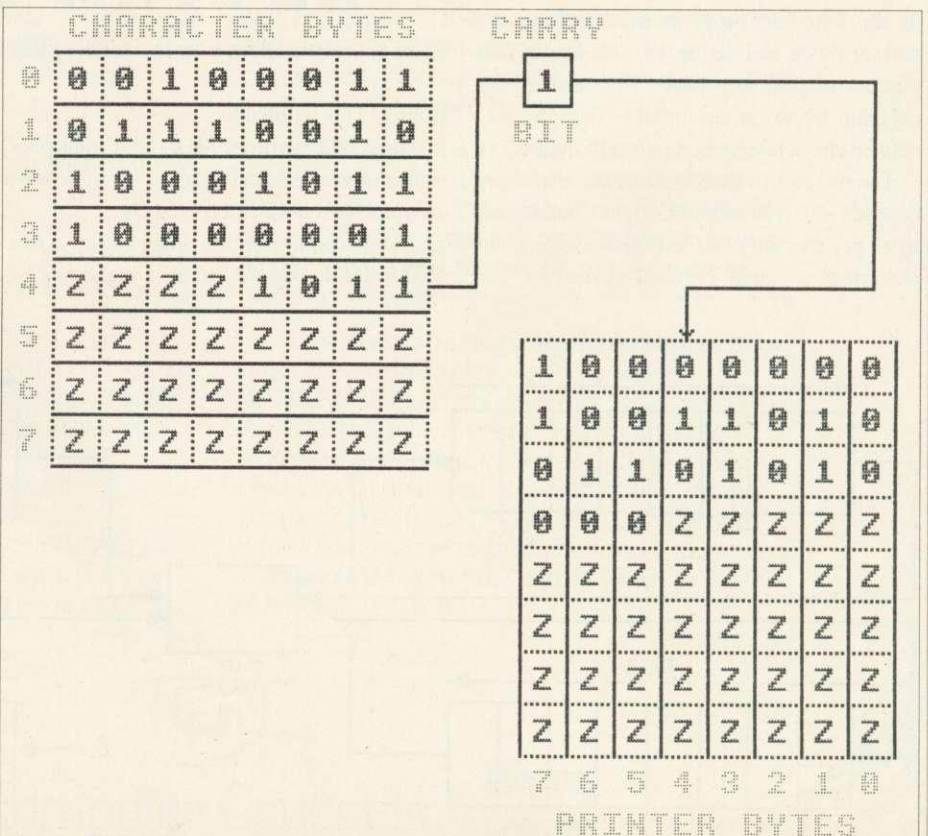 CHARACTER BYTES CARRY
0 0 0 1 0 0 0 1 1 1
1 0 1 1 1 0 0 1 0 BIT
2 1 0 0 0 1 0 1 1
3 1 0 0 0 0 0 0 1
4 Z Z Z Z 1 0 1 1
5 Z Z Z Z Z Z Z Z
6 Z Z Z Z Z Z Z Z
7 Z Z Z Z Z Z Z Z
1 0 0 0 0 0 0 0
1 0 0 1 1 0 1 0
0 1 1 0 1 0 1 0
0 0 0 Z Z Z Z Z
Z Z Z Z Z Z Z Z
Z Z Z Z Z Z Z Z
Z Z Z Z Z Z Z Z
Z Z Z Z Z Z Z Z
7 6 5 4 3 2 1 0
PRINTER BYTES